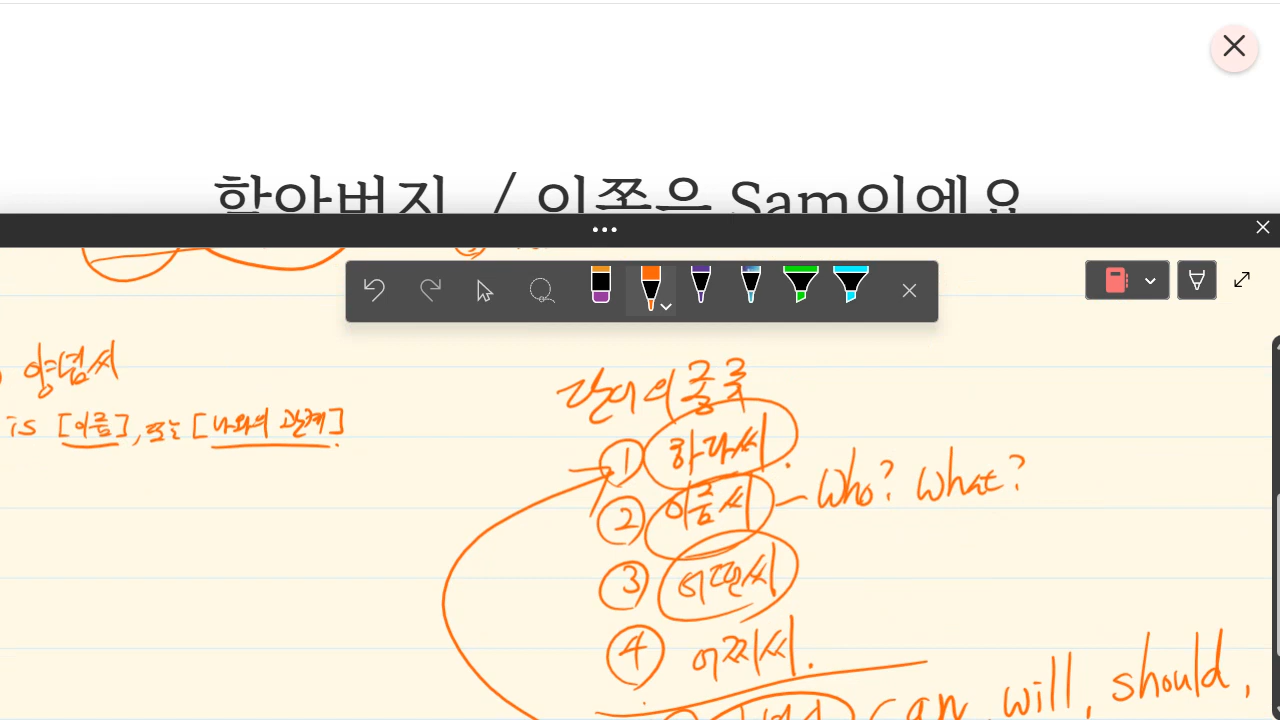 할아버지 / 이쪽은 Sam이에요
양념씨
is [이름], 또는 [나와의 관계].
단어의 종류
① 하다씨.
② 이름씨 - Who? What?
③ 어떤씨
④ 어찌씨.
can, will, should,